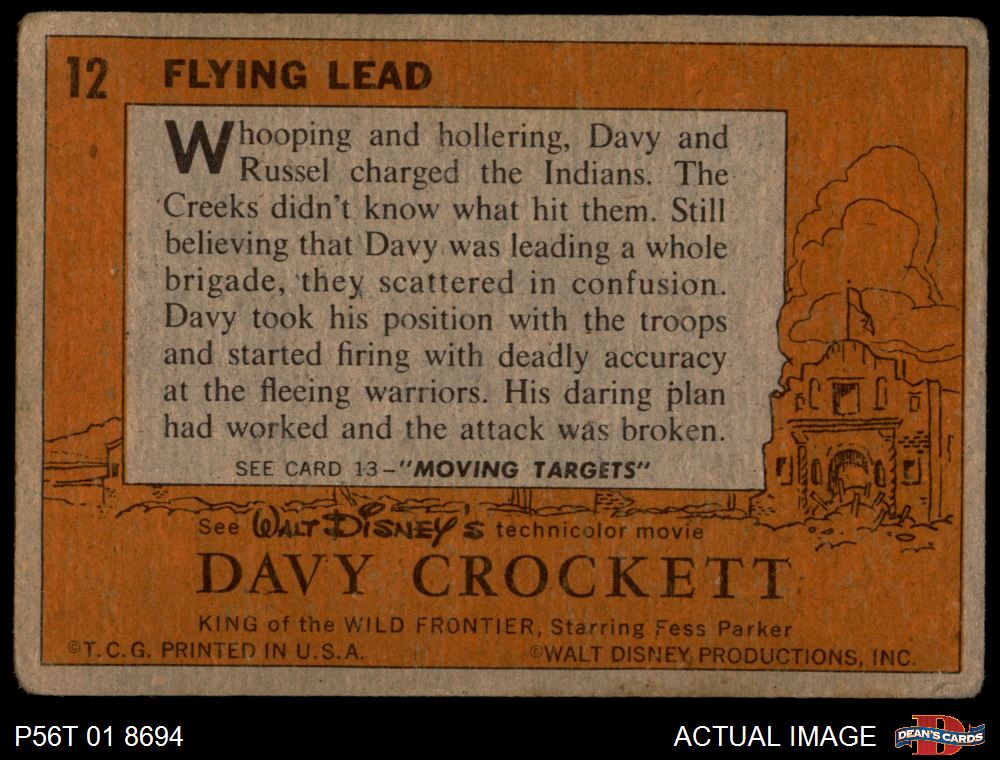 12 FLYING LEAD
Whooping and hollering, Davy and
Russel charged the Indians. The
Creeks didn't know what hit them. Still
believing that Davy was leading a whole
brigade, they scattered in confusion.
Davy took his position with the troops
and started firing with deadly accuracy
at the fleeing warriors. His daring plan
had worked and the attack was broken.
SEE CARD 13–"MOVING TARGETS"
See WALT DISNEY'S technicolor movie
DAVY CROCKETT
KING of the WILD FRONTIER, Starring Fess Parker
©T.C.G. PRINTED IN U.S.A. ©WALT DISNEY PRODUCTIONS, INC.
P56T 01 8694 ACTUAL IMAGE DEAN'S CARDS